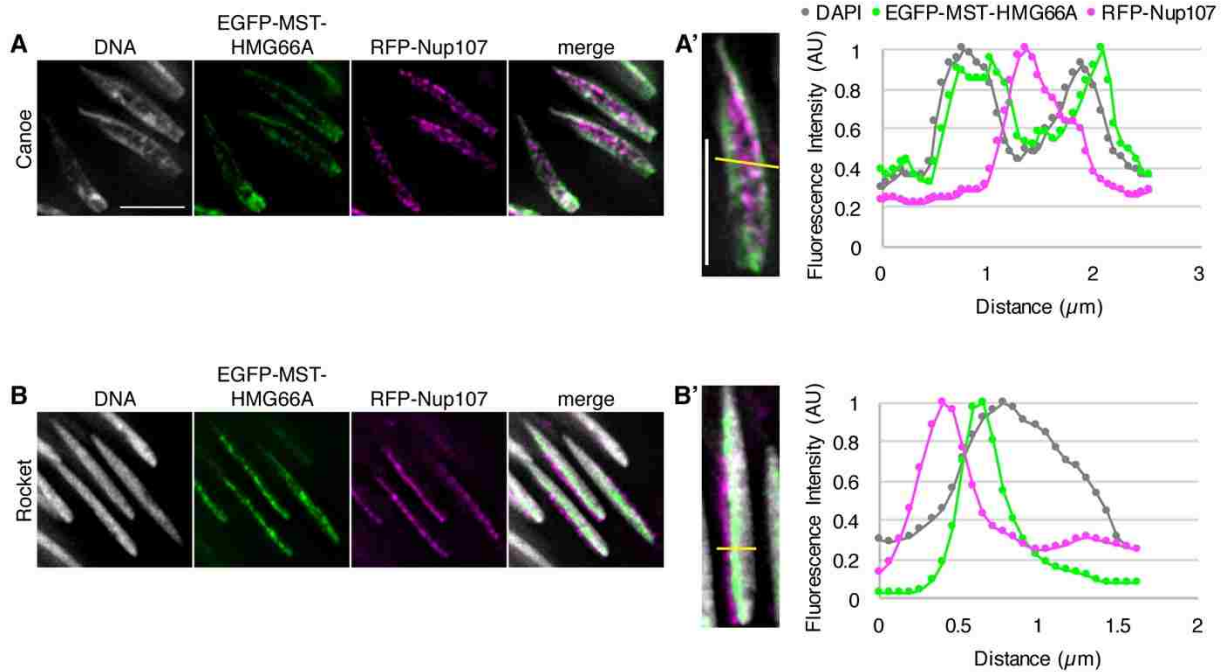 DAPI EGFP-MST-HMG66A RFP-Nup107
A
DNA
EGFP-MST-
HMG66A
RFP-Nup107
merge
Canoe
A’
Fluorescence Intensity (AU)
1
0.8
0.6
0.4
0.2
0
0 1 2 3
Distance (µm)
B
DNA
EGFP-MST-
HMG66A
RFP-Nup107
merge
Rocket
B’
Fluorescence Intensity (AU)
1
0.8
0.6
0.4
0.2
0
0 0.5 1 1.5 2
Distance (µm)